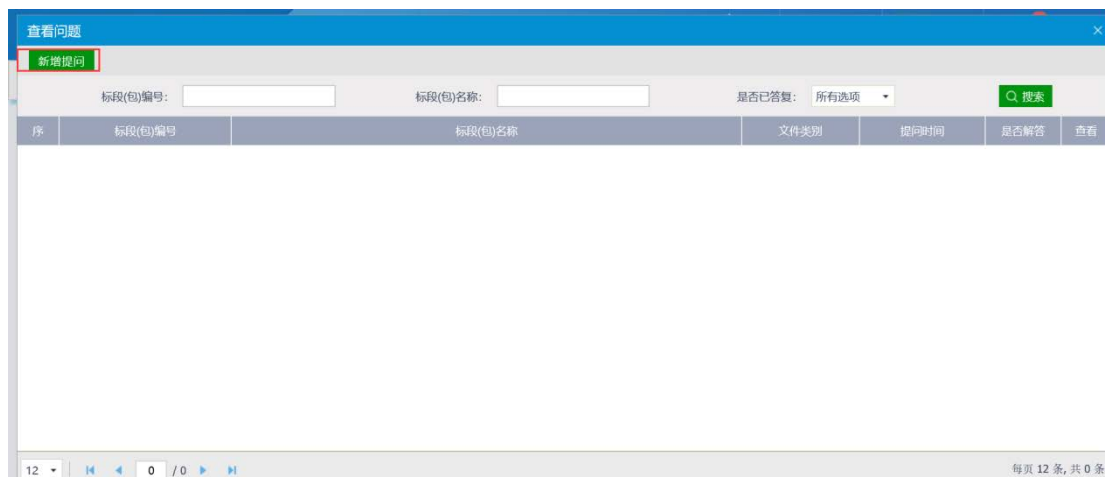 查看问题
新增提问
标段(包)编号: 标段(包)名称: 是否已答复: 所有选项 搜索
序 标段(包)编号 标段(包)名称 文件类别 提问时间 是否解答 查看
12 0 / 0 每页 12 条, 共 0 条